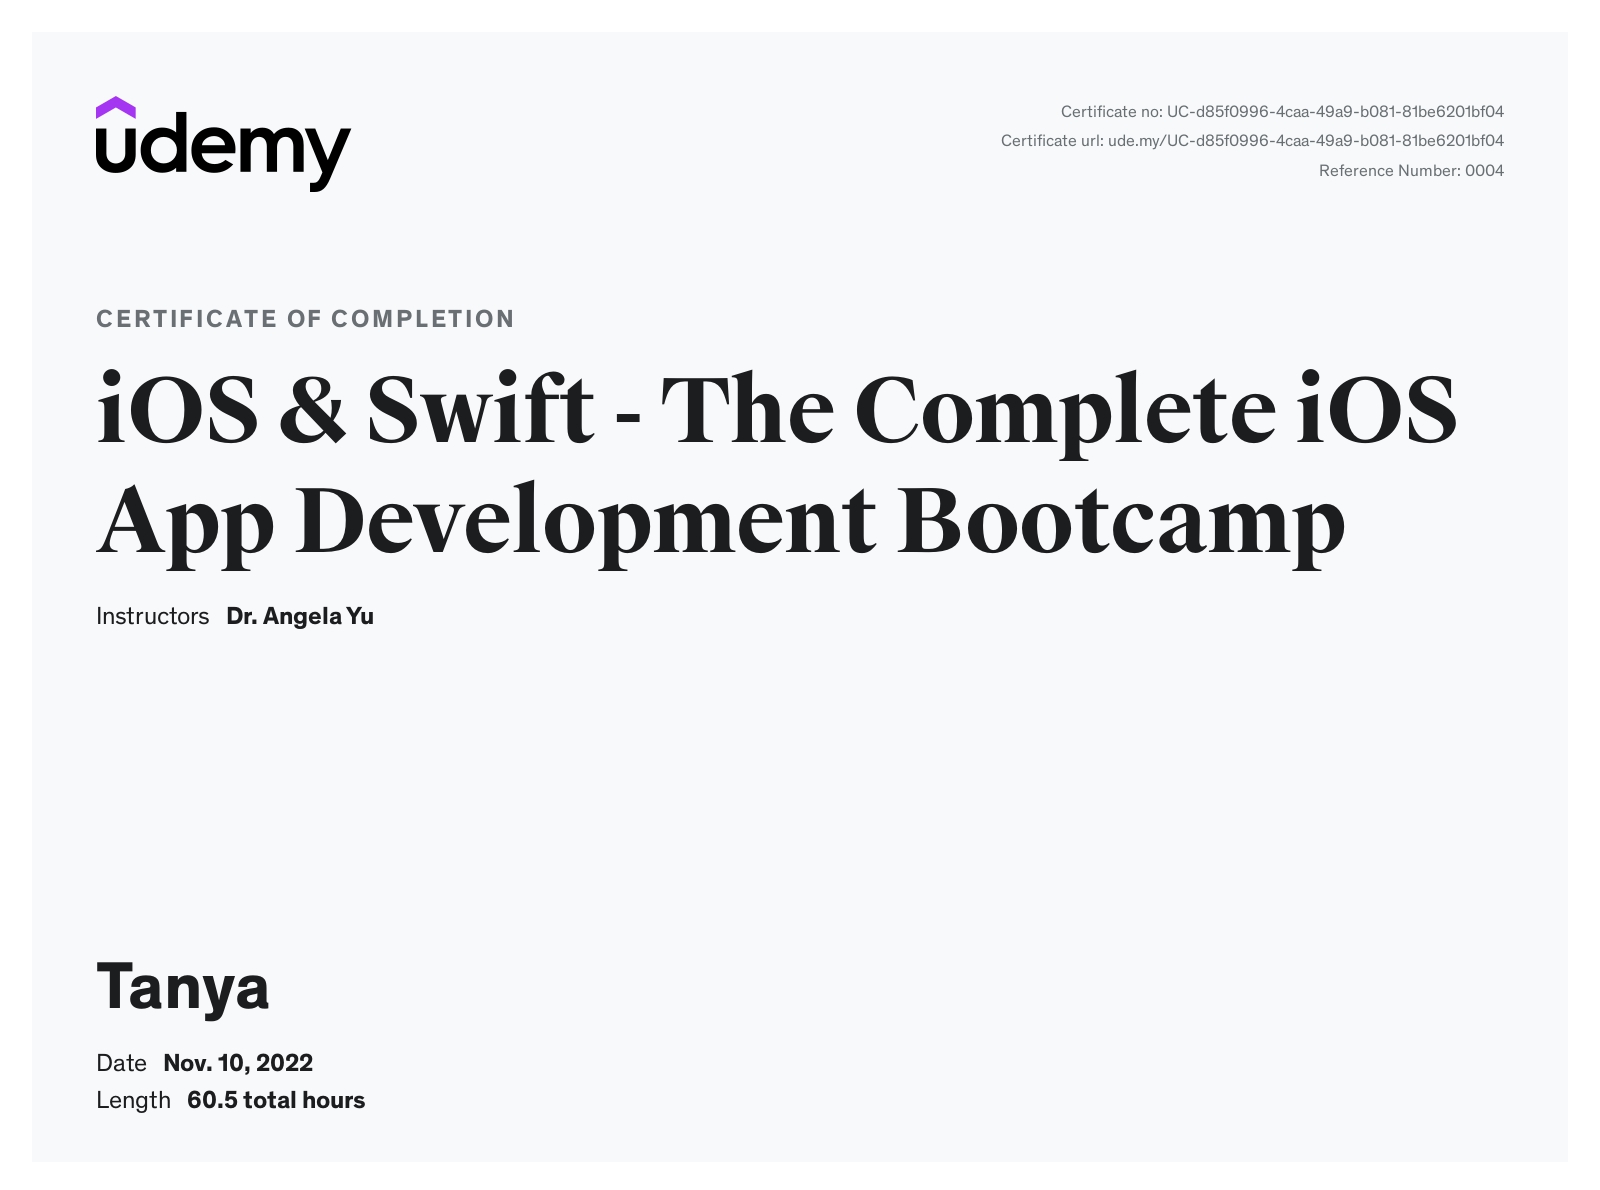 udemy
Certificate no: UC-d85f0996-4caa-49a9-b081-81be6201bf04
Certificate url: ude.my/UC-d85f0996-4caa-49a9-b081-81be6201bf04
Reference Number: 0004
CERTIFICATE OF COMPLETION
iOS & Swift - The Complete iOS
App Development Bootcamp
Instructors Dr. Angela Yu
Tanya
Date Nov. 10, 2022
Length 60.5 total hours